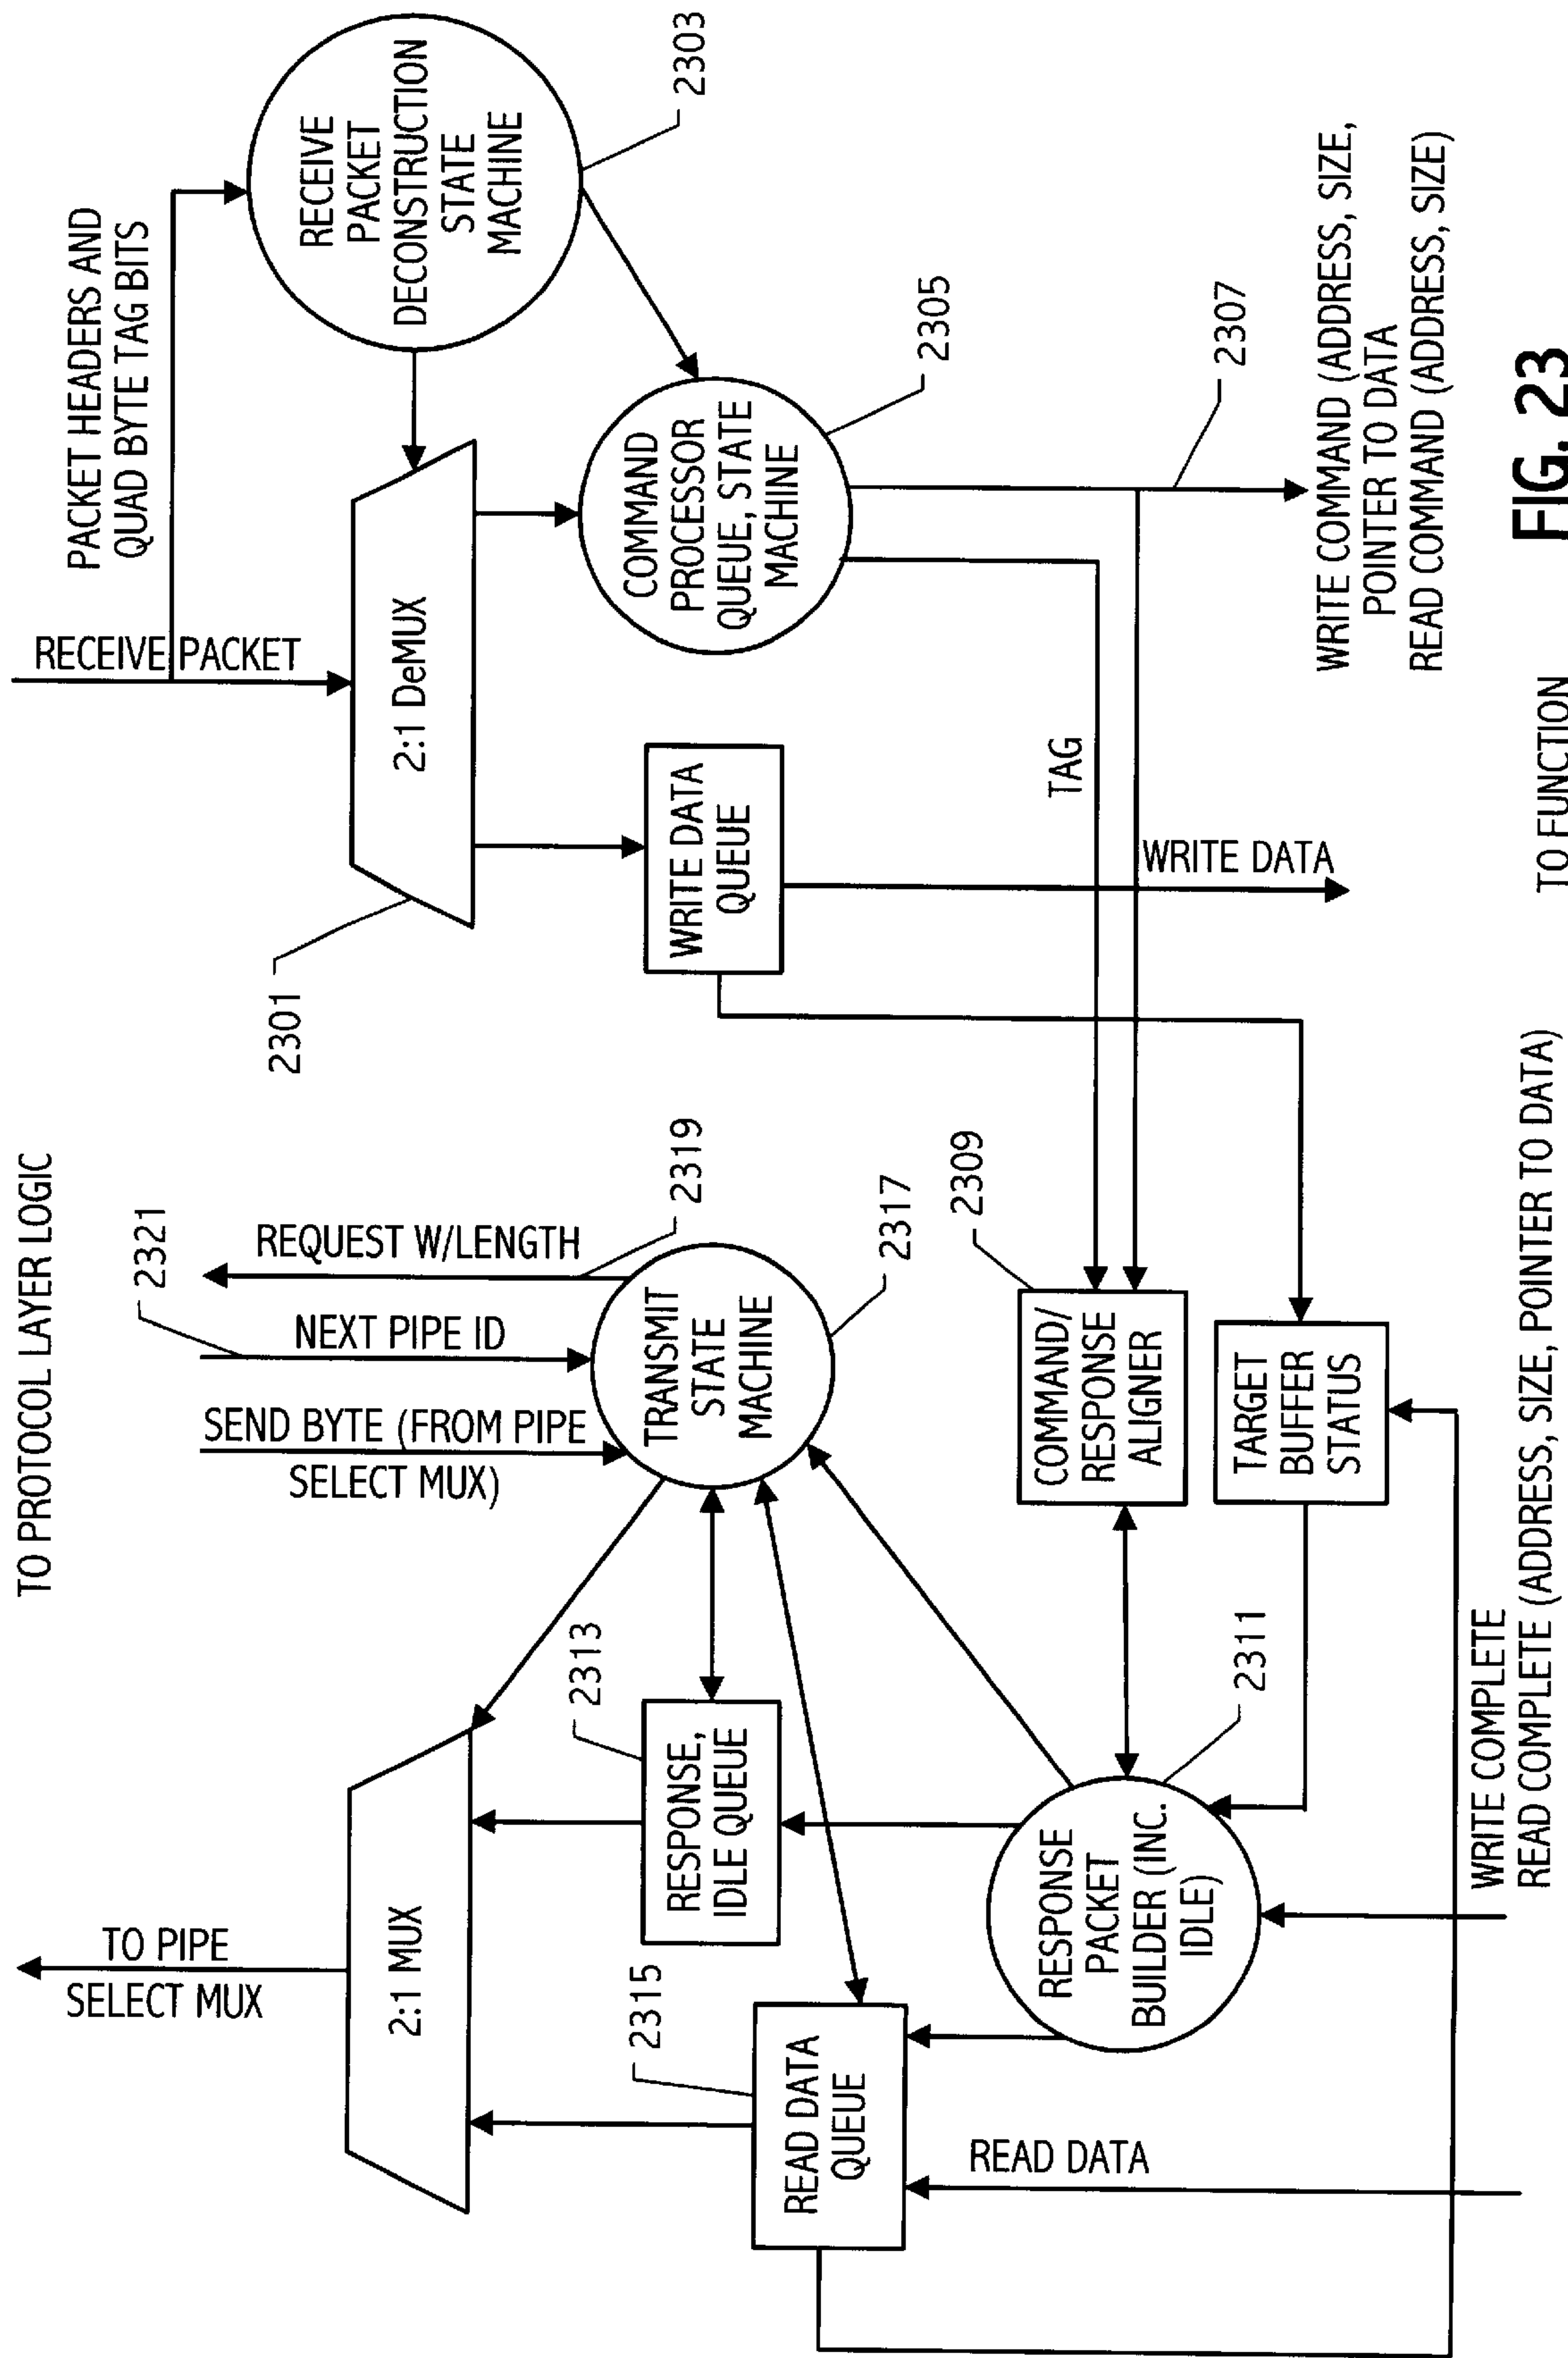 TO PROTOCOL LAYER LOGIC
TO PIPE
SELECT MUX
2:1 MUX
2315
READ DATA
QUEUE
READ DATA
2313
RESPONSE,
IDLE QUEUE
RESPONSE
PACKET
BUILDER (INC.
IDLE)
2311
SEND BYTE (FROM PIPE
SELECT MUX)
NEXT PIPE ID
2321
REQUEST W/LENGTH
2319
TRANSMIT
STATE
MACHINE
2317
2309
COMMAND/
RESPONSE
ALIGNER
TARGET
BUFFER
STATUS
WRITE COMPLETE
READ COMPLETE (ADDRESS, SIZE, POINTER TO DATA)
RECEIVE PACKET
PACKET HEADERS AND
QUAD BYTE TAG BITS
RECEIVE
PACKET
DECONSTRUCTION
STATE
MACHINE
2303
2301
2:1 DeMUX
WRITE DATA
QUEUE
COMMAND
PROCESSOR
QUEUE, STATE
MACHINE
2305
TAG
WRITE DATA
2307
WRITE COMMAND (ADDRESS, SIZE,
POINTER TO DATA
READ COMMAND (ADDRESS, SIZE)
TO FUNCTION
FIG. 23